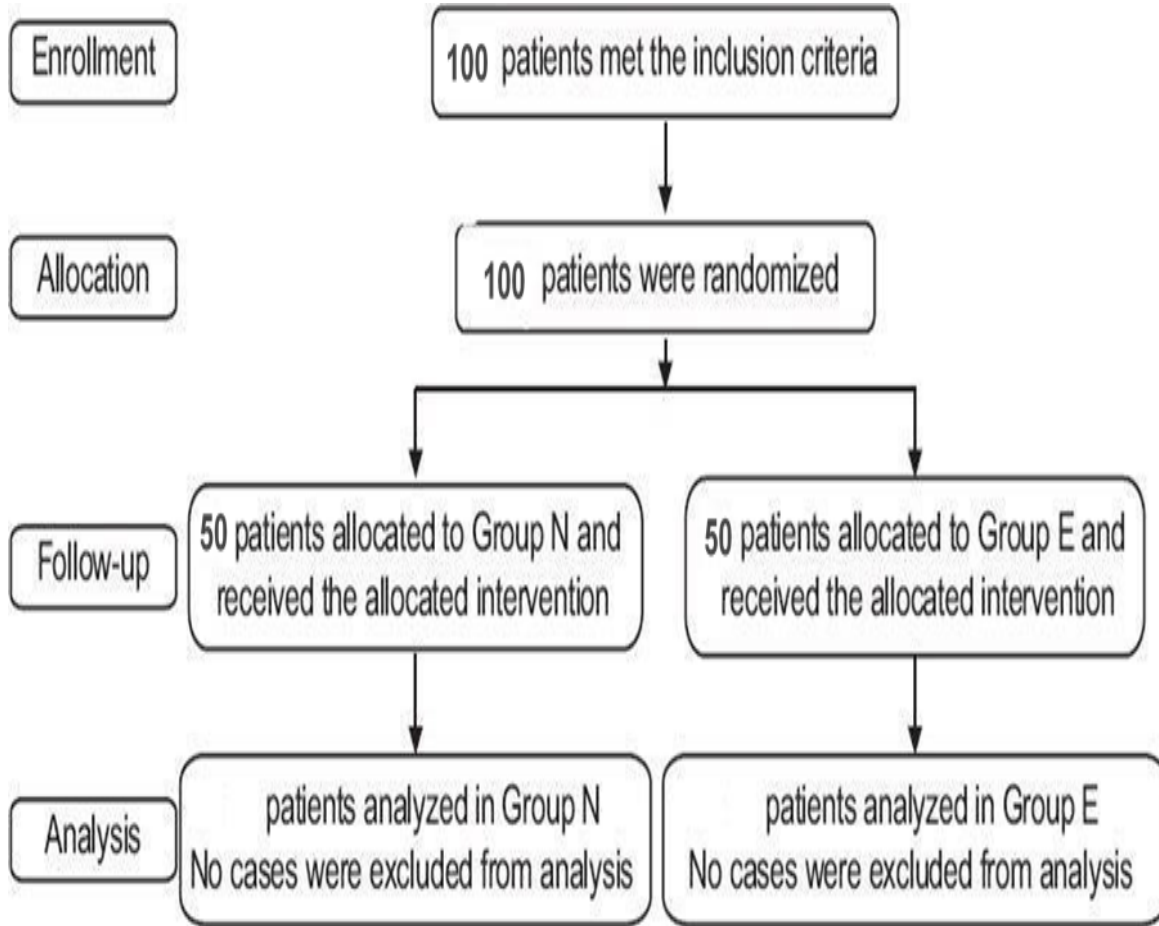 Enrollment
100 patients met the inclusion criteria
Allocation
100 patients were randomized
Follow-up
50 patients allocated to Group N and
received the allocated intervention
50 patients allocated to Group E and
received the allocated intervention
Analysis
patients analyzed in Group N
No cases were excluded from analysis
patients analyzed in Group E
No cases were excluded from analysis